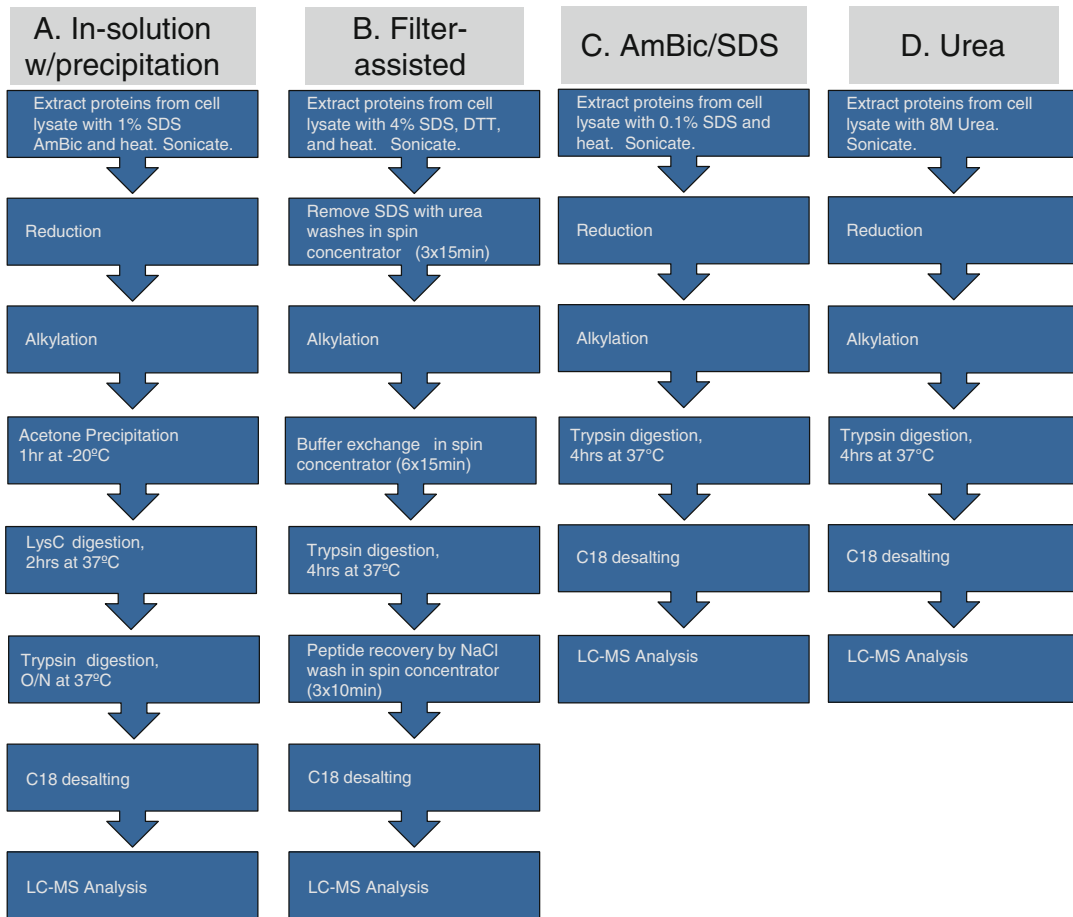 A. In-solution
w/precipitation
Extract proteins from cell
lysate with 1% SDS
AmBic and heat. Sonicate.
Reduction
Alkylation
Acetone Precipitation
1hr at -20ºC
LysC digestion,
2hrs at 37ºC
Trypsin digestion,
O/N at 37ºC
C18 desalting
LC-MS Analysis
B. Filter-
assisted
Extract proteins from cell
lysate with 4% SDS, DTT,
and heat. Sonicate.
Remove SDS with urea
washes in spin
concentrator (3x15min)
Alkylation
Buffer exchange in spin
concentrator (6x15min)
Trypsin digestion,
4hrs at 37ºC
Peptide recovery by NaCl
wash in spin concentrator
(3x10min)
C18 desalting
LC-MS Analysis
C. AmBic/SDS
Extract proteins from cell
lysate with 0.1% SDS and
heat. Sonicate.
Reduction
Alkylation
Trypsin digestion,
4hrs at 37°C
C18 desalting
LC-MS Analysis
D. Urea
Extract proteins from cell
lysate with 8M Urea.
Sonicate.
Reduction
Alkylation
Trypsin digestion,
4hrs at 37°C
C18 desalting
LC-MS Analysis